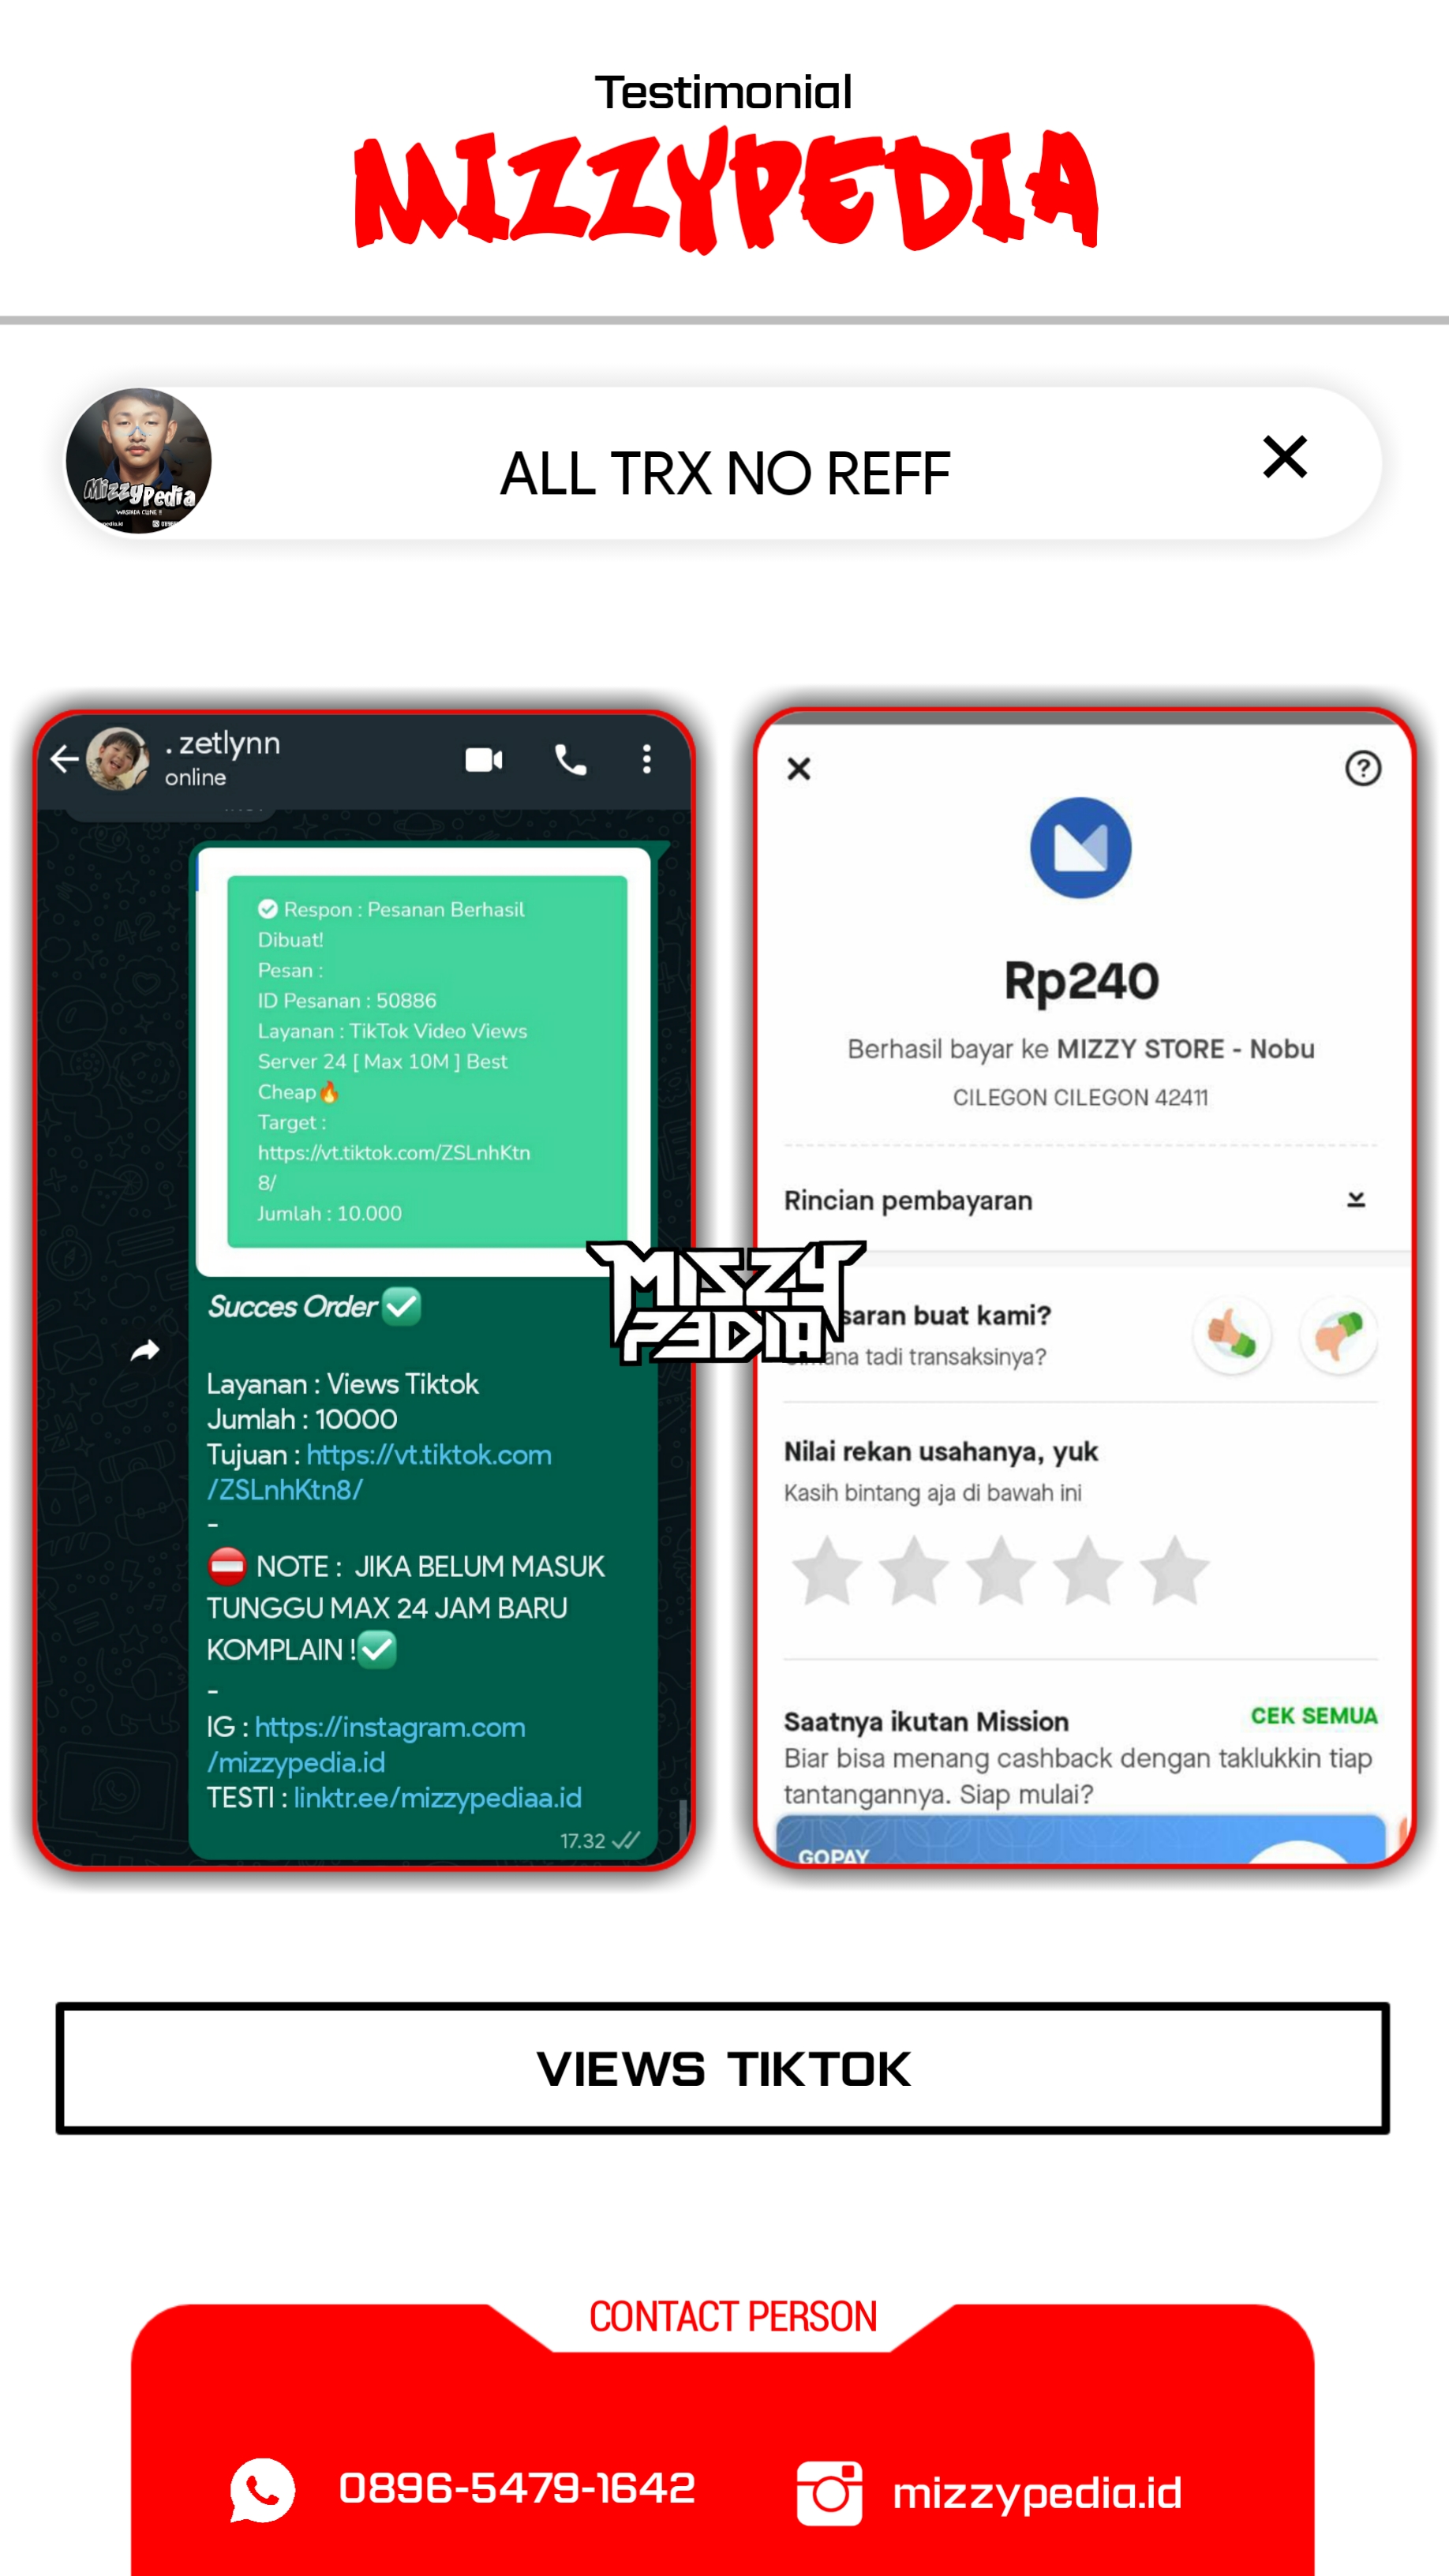 Testimonial
MIZZYPEDIA
MizzyPedia
ALL TRX NO REFF
. zetlynn
online
Respon : Pesanan Berhasil
Dibuat!
Pesan :
ID Pesanan : 50886
Layanan : TikTok Video Views
Server 24 [ Max 10M ] Best
Cheap🔥
Target :
https://vt.tiktok.com/ZSLnhKtn
8/
Jumlah : 10.000
Succes Order✅
Layanan : Views Tiktok
Jumlah : 10000
Tujuan : https://vt.tiktok.com
/ZSLnhKtn8/
-
⛔ NOTE : JIKA BELUM MASUK
TUNGGU MAX 24 JAM BARU
KOMPLAIN !✅
-
IG : https://instagram.com
/mizzypedia.id
TESTI : linktr.ee/mizzypediaa.id
17.32
Rp240
Berhasil bayar ke MIZZY STORE - Nobu
CILEGON CILEGON 42411
Rincian pembayaran
MIZZY
P3DIA
saran buat kami?
tadi transaksinya?
Nilai rekan usahanya, yuk
Kasih bintang aja di bawah ini
Saatnya ikutan Mission
CEK SEMUA
Biar bisa menang cashback dengan taklukkin tiap
tantangannya. Siap mulai?
GOPAY
VIEWS TIKTOK
CONTACT PERSON
0896-5479-1642
mizzypedia.id